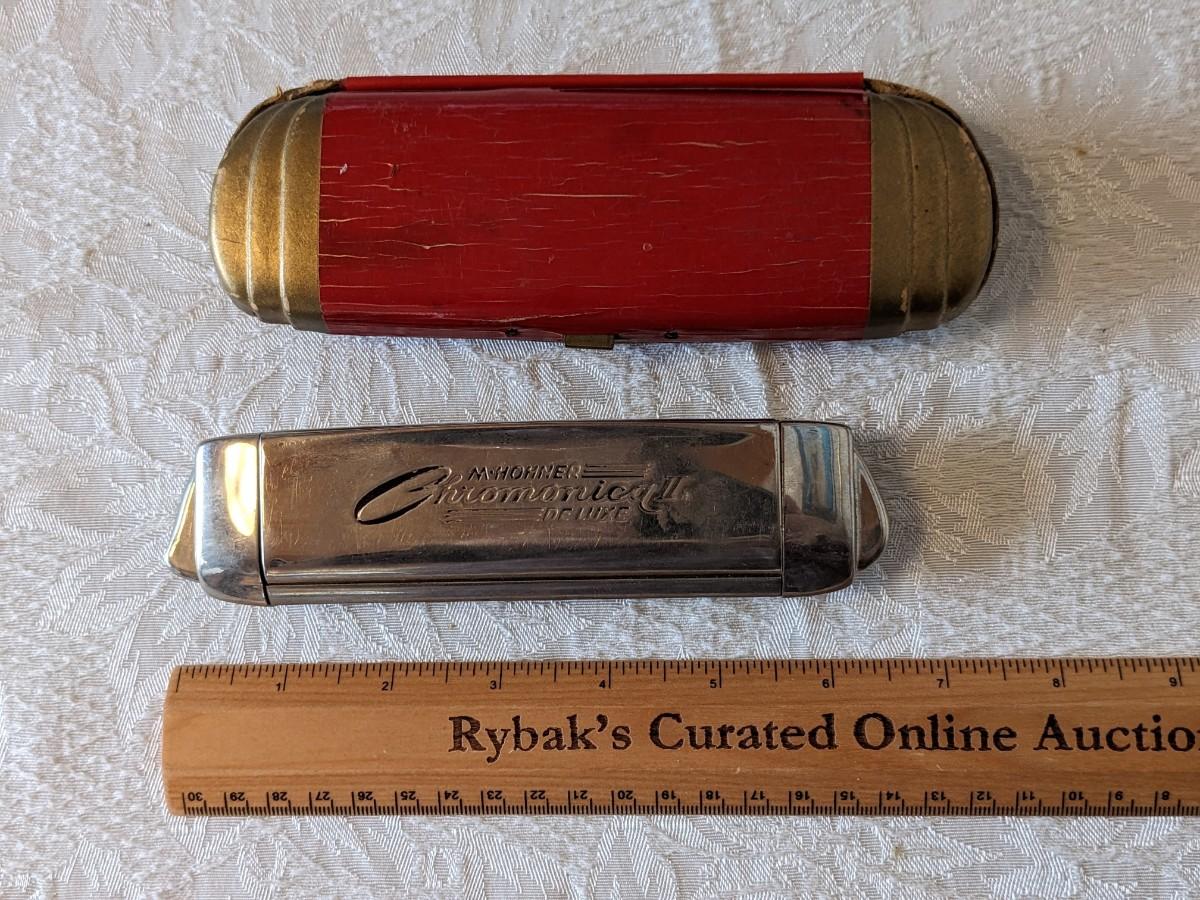 M·HOHNER
Chromonica II
DE LUXE
1 2 3 4 5 6 7 8 9
Rybak's Curated Online Auctio
30 29 28 27 26 25 24 23 22 21 20 19 18 17 16 15 14 13 12 11 10 9 8